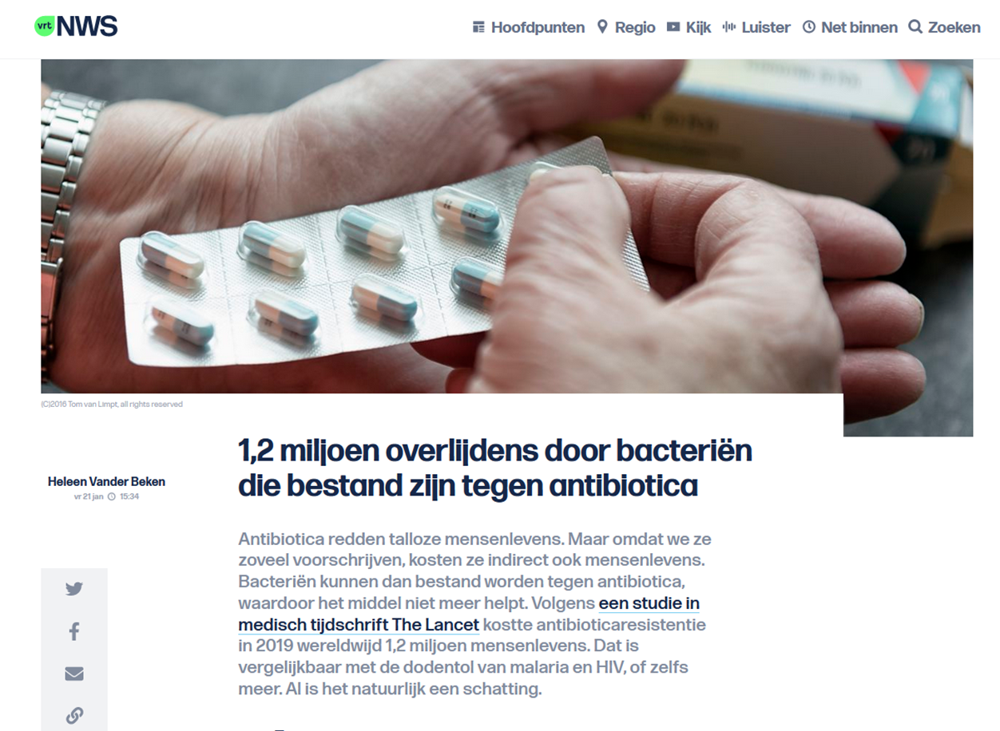 vrt NWS
Hoofdpunten Regio Kijk Luister Net binnen Zoeken
(C)2016 Tom van Limpt, all rights reserved
1,2 miljoen overlijdens door bacteriën
die bestand zijn tegen antibiotica
Heleen Vander Beken
vr 21 jan 15:34
Antibiotica redden talloze mensenlevens. Maar omdat we ze
zoveel voorschrijven, kosten ze indirect ook mensenlevens.
Bacteriën kunnen dan bestand worden tegen antibiotica,
waardoor het middel niet meer helpt. Volgens een studie in
medisch tijdschrift The Lancet kostte antibioticaresistentie
in 2019 wereldwijd 1,2 miljoen mensenlevens. Dat is
vergelijkbaar met de dodentol van malaria en HIV, of zelfs
meer. Al is het natuurlijk een schatting.